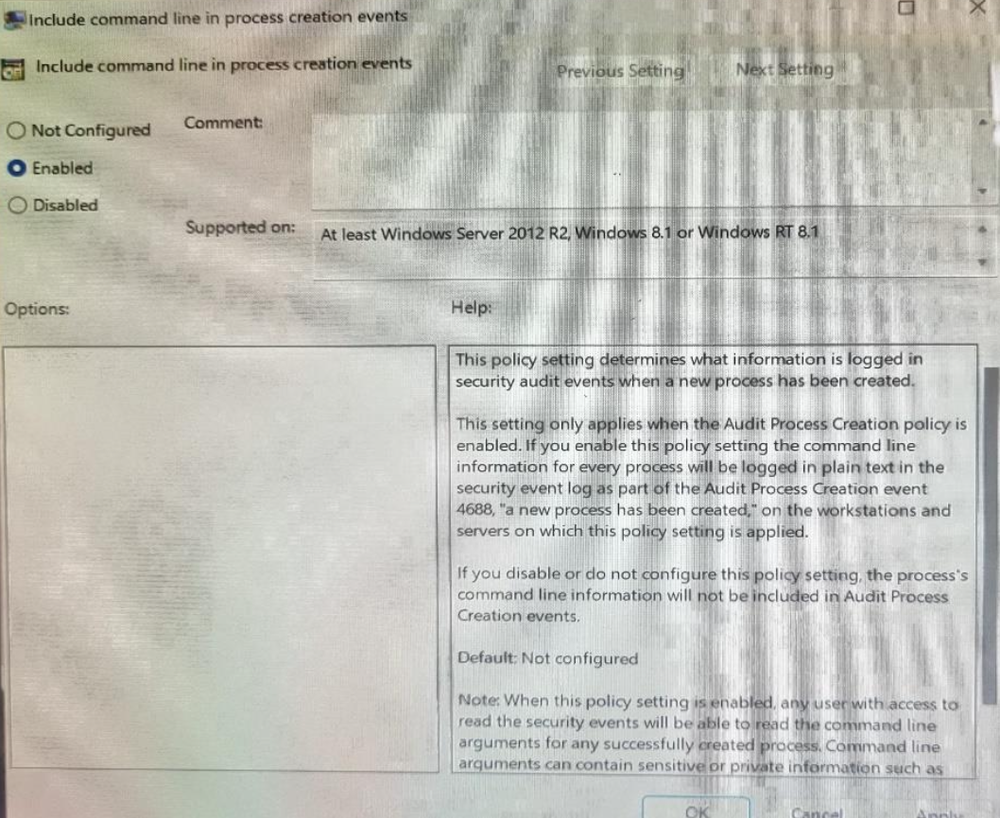 Include command line in process creation events
Include command line in process creation events
Previous Setting
Next Setting
Not Configured
Comment:
Enabled
Disabled
Supported on:
At least Windows Server 2012 R2, Windows 8.1 or Windows RT 8.1
Options:
Help:
This policy setting determines what information is logged in
security audit events when a new process has been created.
This setting only applies when the Audit Process Creation policy is
enabled. If you enable this policy setting the command line
information for every process will be logged in plain text in the
security event log as part of the Audit Process Creation event
4688, "a new process has been created," on the workstations and
servers on which this policy setting is applied.
If you disable or do not configure this policy setting, the process's
command line information will not be included in Audit Process
Creation events.
Default: Not configured
Note: When this policy setting is enabled, any user with access to
read the security events will be able to read the command line
arguments for any successfully created process. Command line
arguments can contain sensitive or private information such as
OK
Cancel
Apply